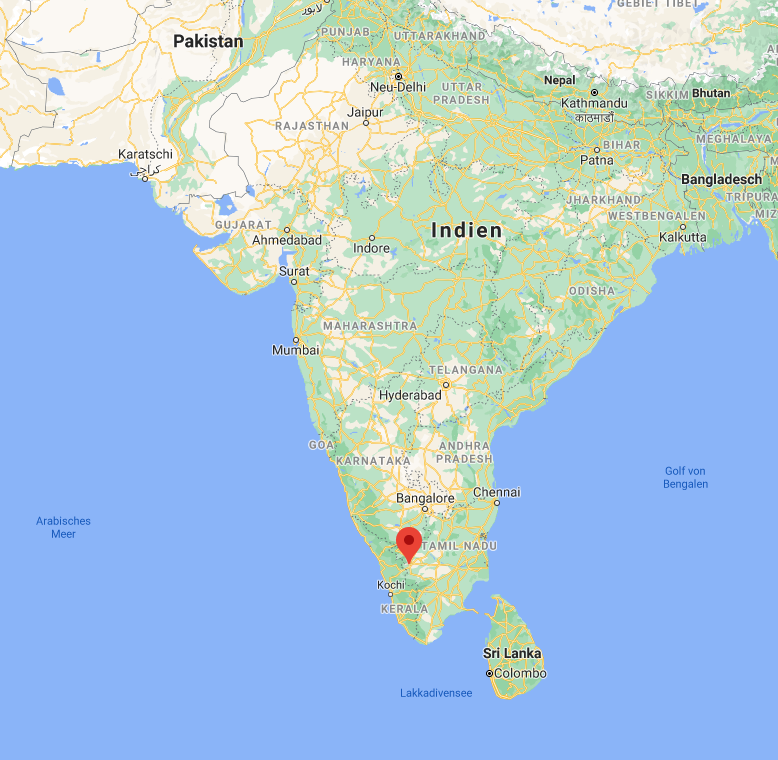 GEBIET TIBET
لاہور
PUNJAB
UTTARAKHAND
Pakistan
HARYANA
Neu-Delhi
UTTAR
PRADESH
Nepal
Kathmandu
काठमाडौं
SIKKIM
Bhutan
Jaipur
RAJASTHAN
MEGHALAYA
BIHAR
Patna
Karatschi
کراچی
Bangladesch
JHARKHAND
TRIPURA
WESTBENGALEN
MIZ
GUJARAT
Ahmedabad
Indore
Indien
Kalkutta
Surat
ODISHA
MAHARASHTRA
Mumbai
TELANGANA
Hyderabad
GOA
KARNATAKA
ANDHRA
PRADESH
Golf von
Bengalen
Bangalore
Chennai
Arabisches
Meer
TAMIL NADU
Kochi
KERALA
Sri Lanka
Colombo
Lakkadivensee